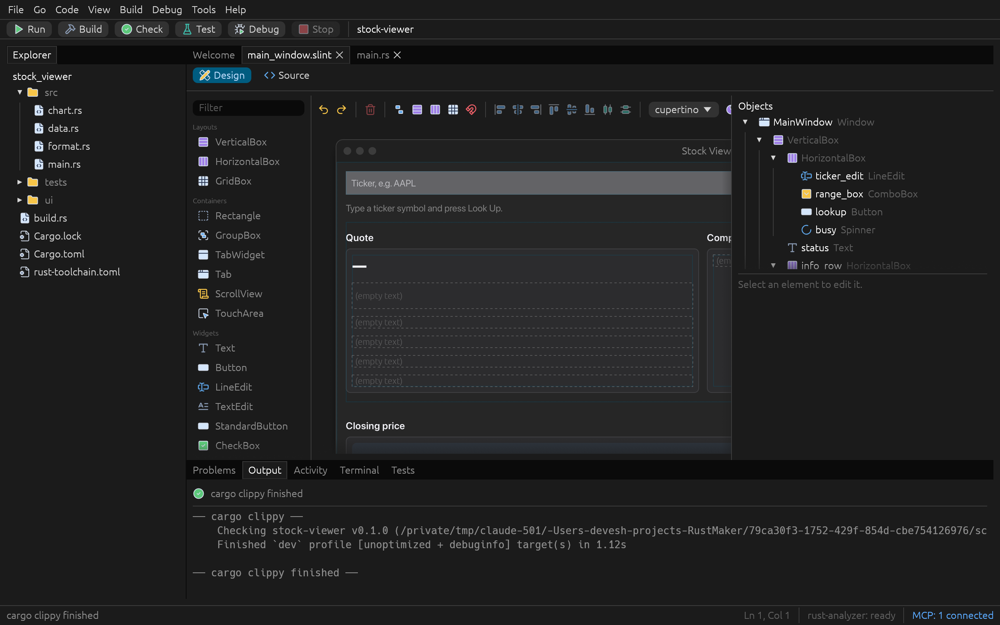 File Go Code View Build Debug Tools Help
Run Build Check Test Debug Stop stock-viewer
Explorer
stock_viewer
src
chart.rs
data.rs
format.rs
main.rs
tests
ui
build.rs
Cargo.lock
Cargo.toml
rust-toolchain.toml
Welcome main_window.slint main.rs
Design Source
Filter
Layouts
VerticalBox
HorizontalBox
GridBox
Containers
Rectangle
GroupBox
TabWidget
Tab
ScrollView
TouchArea
Widgets
Text
Button
LineEdit
TextEdit
StandardButton
CheckBox
cupertino
Stock View
Ticker, e.g. AAPL
Type a ticker symbol and press Look Up.
Quote
Comp
—
(empty text)
(empty text)
(empty text)
(empty text)
(empty text)
(em
Closing price
Objects
MainWindow Window
VerticalBox
HorizontalBox
ticker_edit LineEdit
range_box ComboBox
lookup Button
busy Spinner
status Text
info_row HorizontalBox
Select an element to edit it.
Problems Output Activity Terminal Tests
cargo clippy finished
—— cargo clippy ——
Checking stock-viewer v0.1.0 (/private/tmp/claude-501/-Users-devesh-projects-RustMaker/79ca30f3-1752-429f-854d-cbe754126976/sc
Finished `dev` profile [unoptimized + debuginfo] target(s) in 1.12s
—— cargo clippy finished ——
cargo clippy finished
Ln 1, Col 1 rust-analyzer: ready MCP: 1 connected